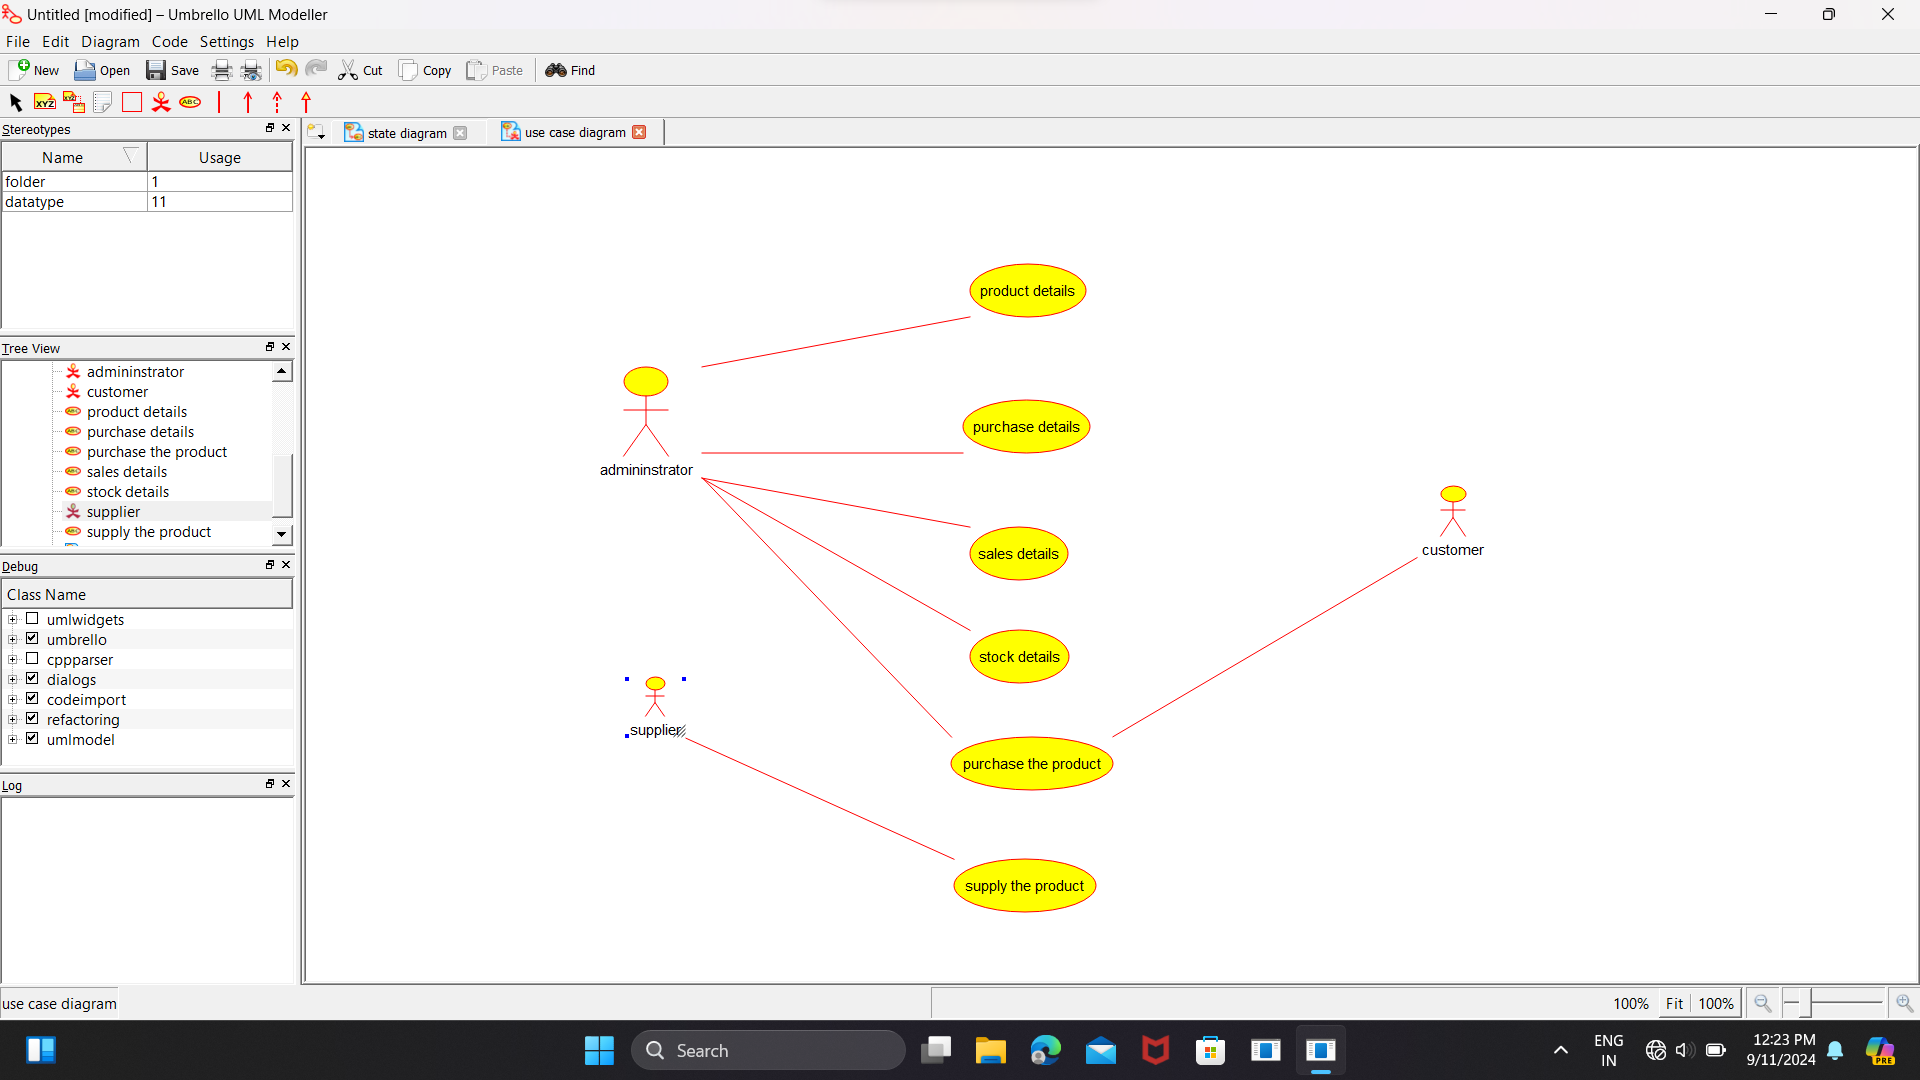 Untitled [modified] – Umbrello UML Modeller
File Edit Diagram Code Settings Help
New Open Save Cut Copy Paste Find
XYZ XYZ ABC
Stereotypes
Name Usage
folder 1
datatype 11
Tree View
admininstrator
customer
product details
purchase details
purchase the product
sales details
stock details
supplier
supply the product
Debug
Class Name
umlwidgets
umbrello
cppparser
dialogs
codeimport
refactoring
umlmodel
Log
state diagram use case diagram
product details
purchase details
admininstrator
sales details
customer
stock details
supplier
purchase the product
supply the product
use case diagram
100% Fit 100%
Search
ENG
IN
12:23 PM
9/11/2024
PRE